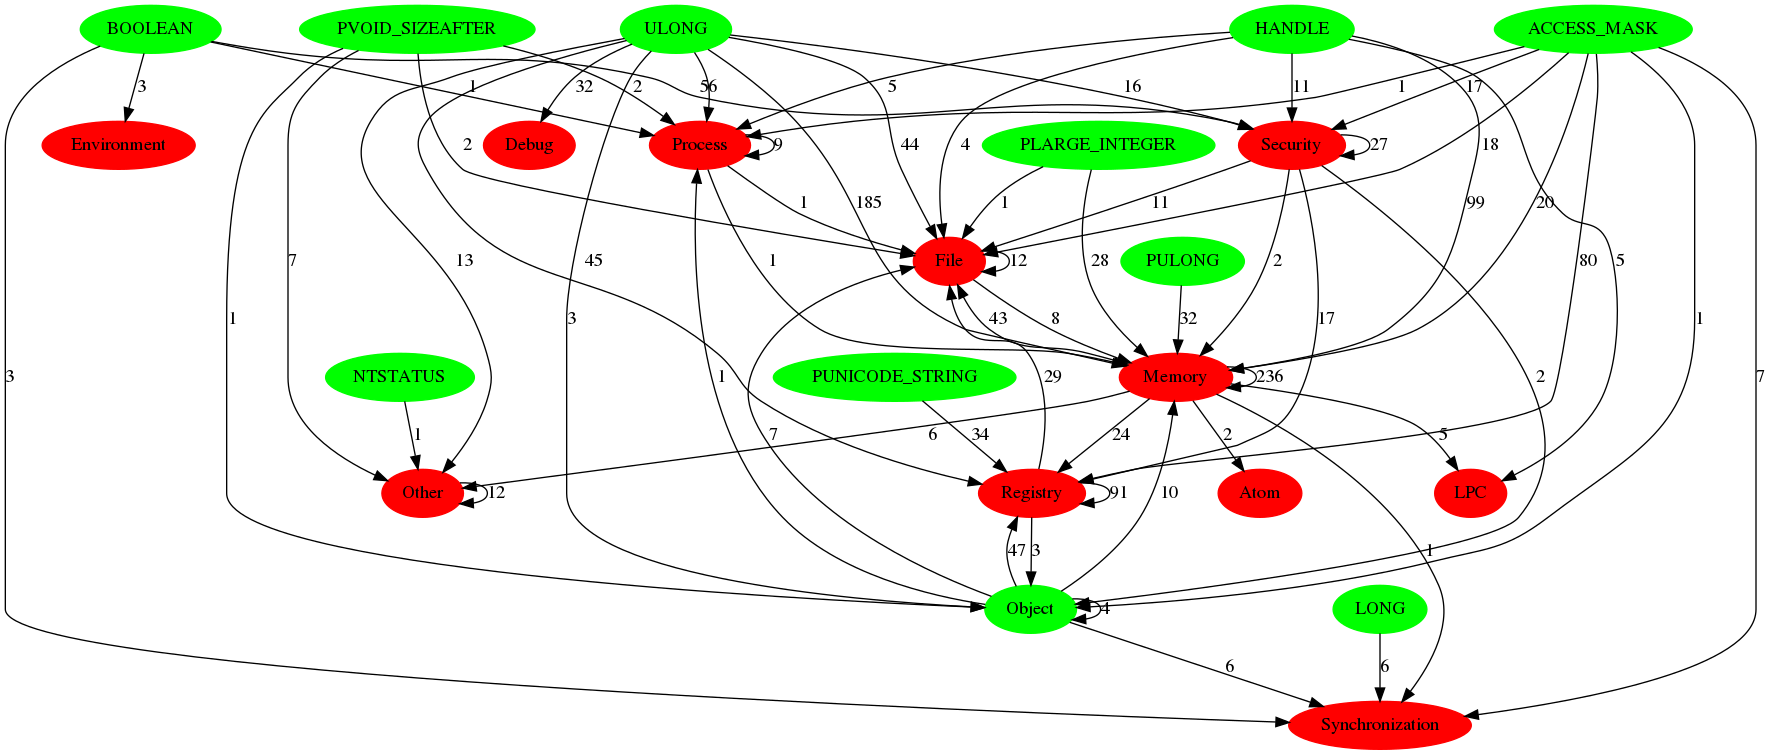 BOOLEAN PVOID_SIZEAFTER ULONG HANDLE ACCESS_MASK
3 32 1 2 56 16 5 11 1 17
Environment Debug Process 9 PLARGE_INTEGER Security 27
2 44 4 18
1 1 11
185 99 20
7 13 45 1 File 12 28 PULONG 2 80 5
1 3 43 8 32 17 1
3 NTSTATUS PUNICODE_STRING 29 Memory 236 2 7
1 1 7 6 34 24 2 5
Other 12 Registry 91 Atom LPC
47 3 10 1
Object 4 LONG
6 6
Synchronization